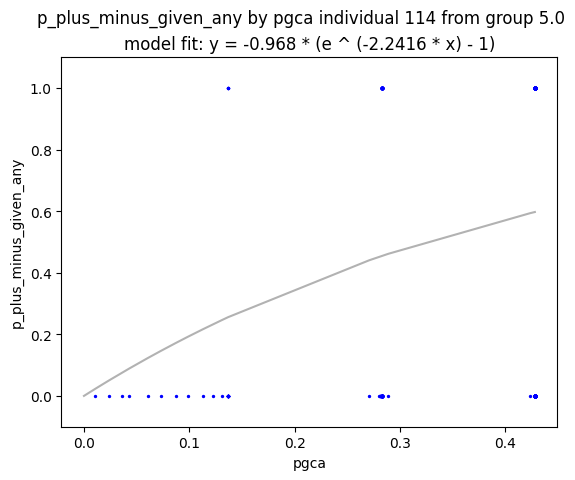 p_plus_minus_given_any by pgca individual 114 from group 5.0
model fit: y = -0.968 * (e ^ (-2.2416 * x) - 1)
1.0
0.8
0.6
0.4
0.2
0.0
p_plus_minus_given_any
0.0 0.1 0.2 0.3 0.4
pgca